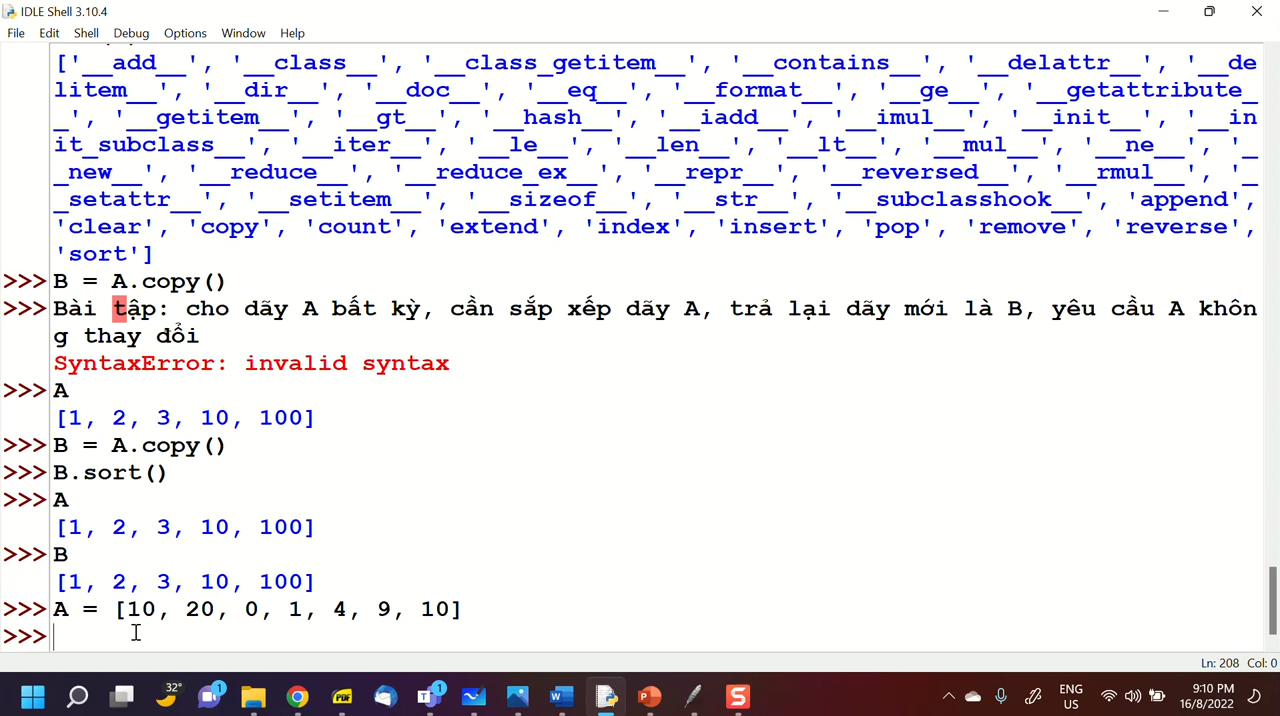 IDLE Shell 3.10.4
File Edit Shell Debug Options Window Help
['__add__', '__class__', '__class_getitem__', '__contains__', '__delattr__', '__de
litem__', '__dir__', '__doc__', '__eq__', '__format__', '__ge__', '__getattribute_
_', '__getitem__', '__gt__', '__hash__', '__iadd__', '__imul__', '__init__', '__in
it_subclass__', '__iter__', '__le__', '__len__', '__lt__', '__mul__', '__ne__', '_
_new__', '__reduce__', '__reduce_ex__', '__repr__', '__reversed__', '__rmul__', '_
_setattr__', '__setitem__', '__sizeof__', '__str__', '__subclasshook__', 'append',
'clear', 'copy', 'count', 'extend', 'index', 'insert', 'pop', 'remove', 'reverse',
'sort']
>>> B = A.copy()
>>> Bài tập: cho dãy A bất kỳ, cần sắp xếp dãy A, trả lại dãy mới là B, yêu cầu A khôn
g thay đổi
SyntaxError: invalid syntax
>>> A
[1, 2, 3, 10, 100]
>>> B = A.copy()
>>> B.sort()
>>> A
[1, 2, 3, 10, 100]
>>> B
[1, 2, 3, 10, 100]
>>> A = [10, 20, 0, 1, 4, 9, 10]
>>>
Ln: 208 Col: 0
32°
1
1
PDF
W
P
S
ENG
US
9:10 PM
16/8/2022